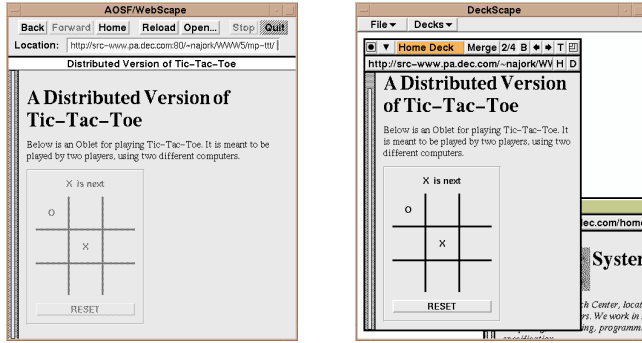 AOSF/WebScape
Back Forward Home Reload Open... Stop Quit
Location: http://src-www.pa.dec.com:80/~najork/WWW5/mp-ttt/
Distributed Version of Tic-Tac-Toe
A Distributed Version of
Tic-Tac-Toe
Below is an Oblet for playing Tic-Tac-Toe. It is meant to be
played by two players, using two different computers.
X is next
O
X
RESET
DeckScape
File Decks
Home Deck Merge 2/4 B T
http://src-www.pa.dec.com/~najork/WV H D
A Distributed Version
of Tic-Tac-Toe
Below is an Oblet for playing Tic-Tac-Toe. It
is meant to be played by two players, using two
different computers.
X is next
O
X
RESET
ec.com/home
Syster
ch Center, locat
rs. We work in
ing, programm